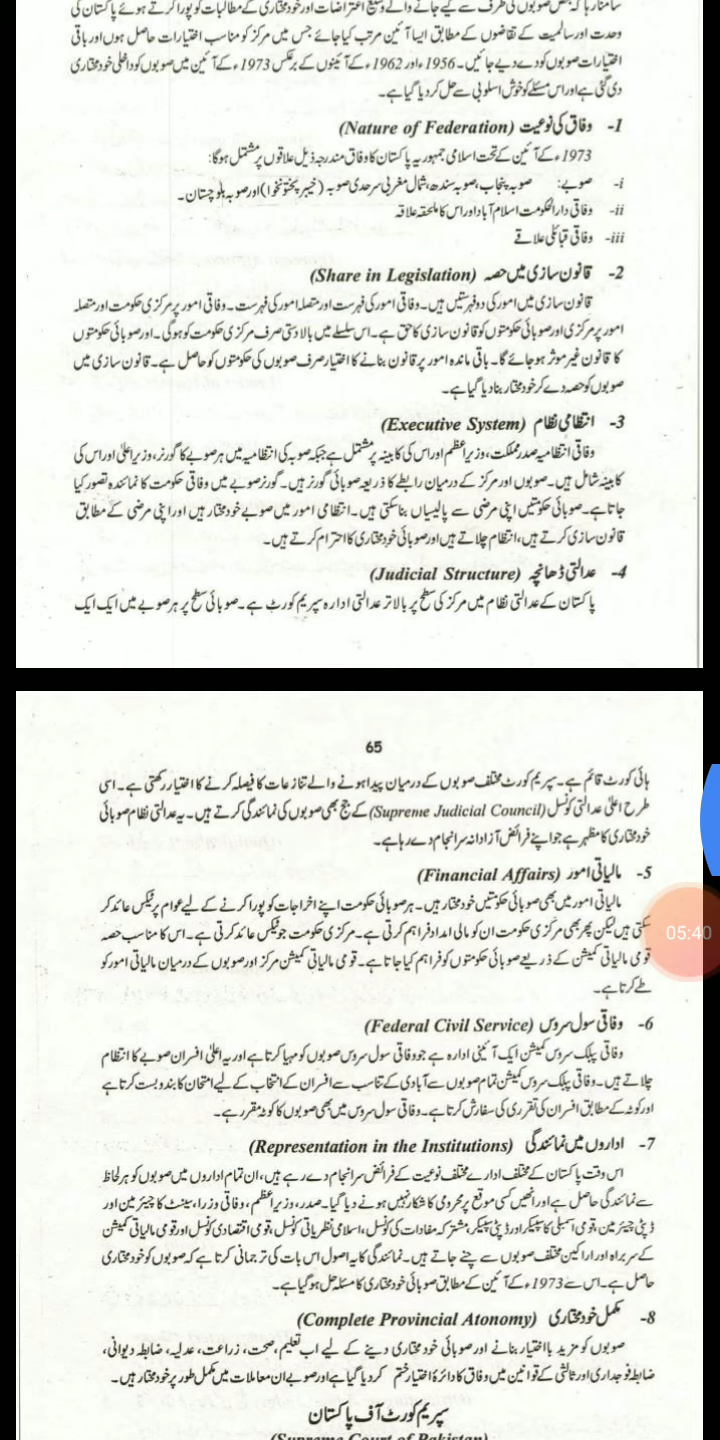 سامنا رہا کہ بعض صوبوں کی طرف سے کیے جانے والے وسیع اعتراضات اور خود مختاری کے مطالبات کو پورا کرتے ہوئے پاکستان کی
وحدت اور سالمیت کے تقاضوں کے مطابق ایسا آئین مرتب کیا جائے جس میں مرکز کو مناسب اختیارات حاصل ہوں اور باقی
اختیارات صوبوں کو دے دیے جائیں۔ 1956ء اور 1962ء کے آئینوں کے برعکس 1973ء کے آئین میں صوبوں کو داخلی خود مختاری
دی گئی ہے اور اس مسئلے کو خوش اسلوبی سے حل کر دیا گیا ہے۔
1- وفاق کی نوعیت (Nature of Federation)
1973ء کے آئین کے تحت اسلامی جمہوریہ پاکستان کا وفاق مندرجہ ذیل علاقوں پر مشتمل ہوگا:
i- صوبے: صوبہ پنجاب، صوبہ سندھ، شمال مغربی سرحدی صوبہ (خیبر پختونخوا) اور صوبہ بلوچستان۔
ii- وفاقی دارالحکومت اسلام آباد اور اس کا ملحقہ علاقہ
iii- وفاقی قبائلی علاقے
2- قانون سازی میں حصہ (Share in Legislation)
قانون سازی میں امور کی دو فہرستیں ہیں۔ وفاقی امور کی فہرست اور متصلہ امور کی فہرست۔ وفاقی امور پر مرکزی حکومت اور متصلہ
امور پر مرکزی اور صوبائی حکومتوں کو قانون سازی کا حق ہے۔ اس سلسلے میں بالادستی صرف مرکزی حکومت کو ہوگی۔ اور صوبائی حکومتوں
کا قانون غیر موثر ہو جائے گا۔ باقی ماندہ امور پر قانون بنانے کا اختیار صرف صوبوں کی حکومتوں کو حاصل ہے۔ قانون سازی میں
صوبوں کو حصہ دے کر خود مختار بنا دیا گیا ہے۔
3- انتظامی نظام (Executive System)
وفاقی انتظامیہ صدر مملکت، وزیراعظم اور اس کی کابینہ پر مشتمل ہے جبکہ صوبہ کی انتظامیہ میں ہر صوبے کا گورنر، وزیراعلیٰ اور اس کی
کابینہ شامل ہیں۔ صوبوں اور مرکز کے درمیان رابطے کا ذریعہ صوبائی گورنر ہیں۔ گورنر صوبے میں وفاقی حکومت کا نمائندہ تصور کیا
جاتا ہے۔ صوبائی حکومتیں اپنی مرضی سے پالیسیاں بنا سکتی ہیں۔ انتظامی امور میں صوبے خود مختار ہیں اور اپنی مرضی کے مطابق
قانون سازی کرتے ہیں، انتظام چلاتے ہیں اور صوبائی خود مختاری کا احترام کرتے ہیں۔
4- عدالتی ڈھانچہ (Judicial Structure)
پاکستان کے عدالتی نظام میں مرکز کی سطح پر بالاتر عدالتی ادارہ سپریم کورٹ ہے۔ صوبائی سطح پر ہر صوبے میں ایک ایک
65
ہائی کورٹ قائم ہے۔ سپریم کورٹ مختلف صوبوں کے درمیان پیدا ہونے والے تنازعات کا فیصلہ کرنے کا اختیار رکھتی ہے۔ اسی
طرح اعلیٰ عدالتی کونسل (Supreme Judicial Council) کے جج بھی صوبوں کی نمائندگی کرتے ہیں۔ یہ عدالتی نظام صوبائی
خود مختاری کا مظہر ہے جو اپنے فرائض آزادانہ سرانجام دے رہا ہے۔
5- مالیاتی امور (Financial Affairs)
مالیاتی امور میں بھی صوبائی حکومتیں خود مختار ہیں۔ ہر صوبائی حکومت اپنے اخراجات کو پورا کرنے کے لیے عوام پر ٹیکس عائد کر
سکتی ہیں لیکن پھر بھی مرکزی حکومت ان کو مالی امداد فراہم کرتی ہے۔ مرکزی حکومت جو ٹیکس عائد کرتی ہے۔ اس کا مناسب حصہ
05:40
قومی مالیاتی کمیشن کے ذریعے صوبائی حکومتوں کو فراہم کیا جاتا ہے۔ قومی مالیاتی کمیشن مرکز اور صوبوں کے درمیان مالیاتی امور کو
طے کرتا ہے۔
6- وفاقی سول سروس (Federal Civil Service)
وفاقی پبلک سروس کمیشن ایک آئینی ادارہ ہے جو وفاقی سول سروس صوبوں کو مہیا کرتا ہے اور یہ اعلیٰ افسران صوبے کا انتظام
چلاتے ہیں۔ وفاقی پبلک سروس کمیشن تمام صوبوں سے آبادی کے تناسب سے افسران کے انتخاب کے لیے امتحان کا بندوبست کرتا ہے
اور کوٹہ کے مطابق افسران کی تقرری کی سفارش کرتا ہے۔ وفاقی سول سروس میں بھی صوبوں کا کوٹہ مقرر ہے۔
7- اداروں میں نمائندگی (Representation in the Institutions)
اس وقت پاکستان کے مختلف ادارے مختلف نوعیت کے فرائض سرانجام دے رہے ہیں، ان تمام اداروں میں صوبوں کو ہر لحاظ
سے نمائندگی حاصل ہے اور انھیں کسی موقع پر محرومی کا شکار نہیں ہونے دیا گیا۔ صدر، وزیراعظم، وفاقی وزرا، سینٹ کا چیئرمین اور
ڈپٹی چیئرمین، قومی اسمبلی کا سپیکر اور ڈپٹی سپیکر، مشترکہ مفادات کی کونسل، اسلامی نظریاتی کونسل، قومی اقتصادی کونسل اور قومی مالیاتی کمیشن
کے سربراہ اور اراکین مختلف صوبوں سے چنے جاتے ہیں۔ نمائندگی کا یہ اصول اس بات کی ترجمانی کرتا ہے کہ صوبوں کو خود مختاری
حاصل ہے۔ اس سے 1973ء کے آئین کے مطابق صوبائی خود مختاری کا مسئلہ حل ہو گیا ہے۔
8- مکمل خود مختاری (Complete Provincial Atonomy)
صوبوں کو مزید با اختیار بنانے اور صوبائی خود مختاری دینے کے لیے اب تعلیم، صحت، زراعت، عدلیہ، ضابطہ دیوانی،
ضابطہ فوجداری اور ثالثی کے قوانین میں وفاق کا دائرۂ اختیار ختم کر دیا گیا ہے اور صوبے ان معاملات میں مکمل طور پر خود مختار ہیں۔
سپریم کورٹ آف پاکستان
(Supreme Court of Pakistan)